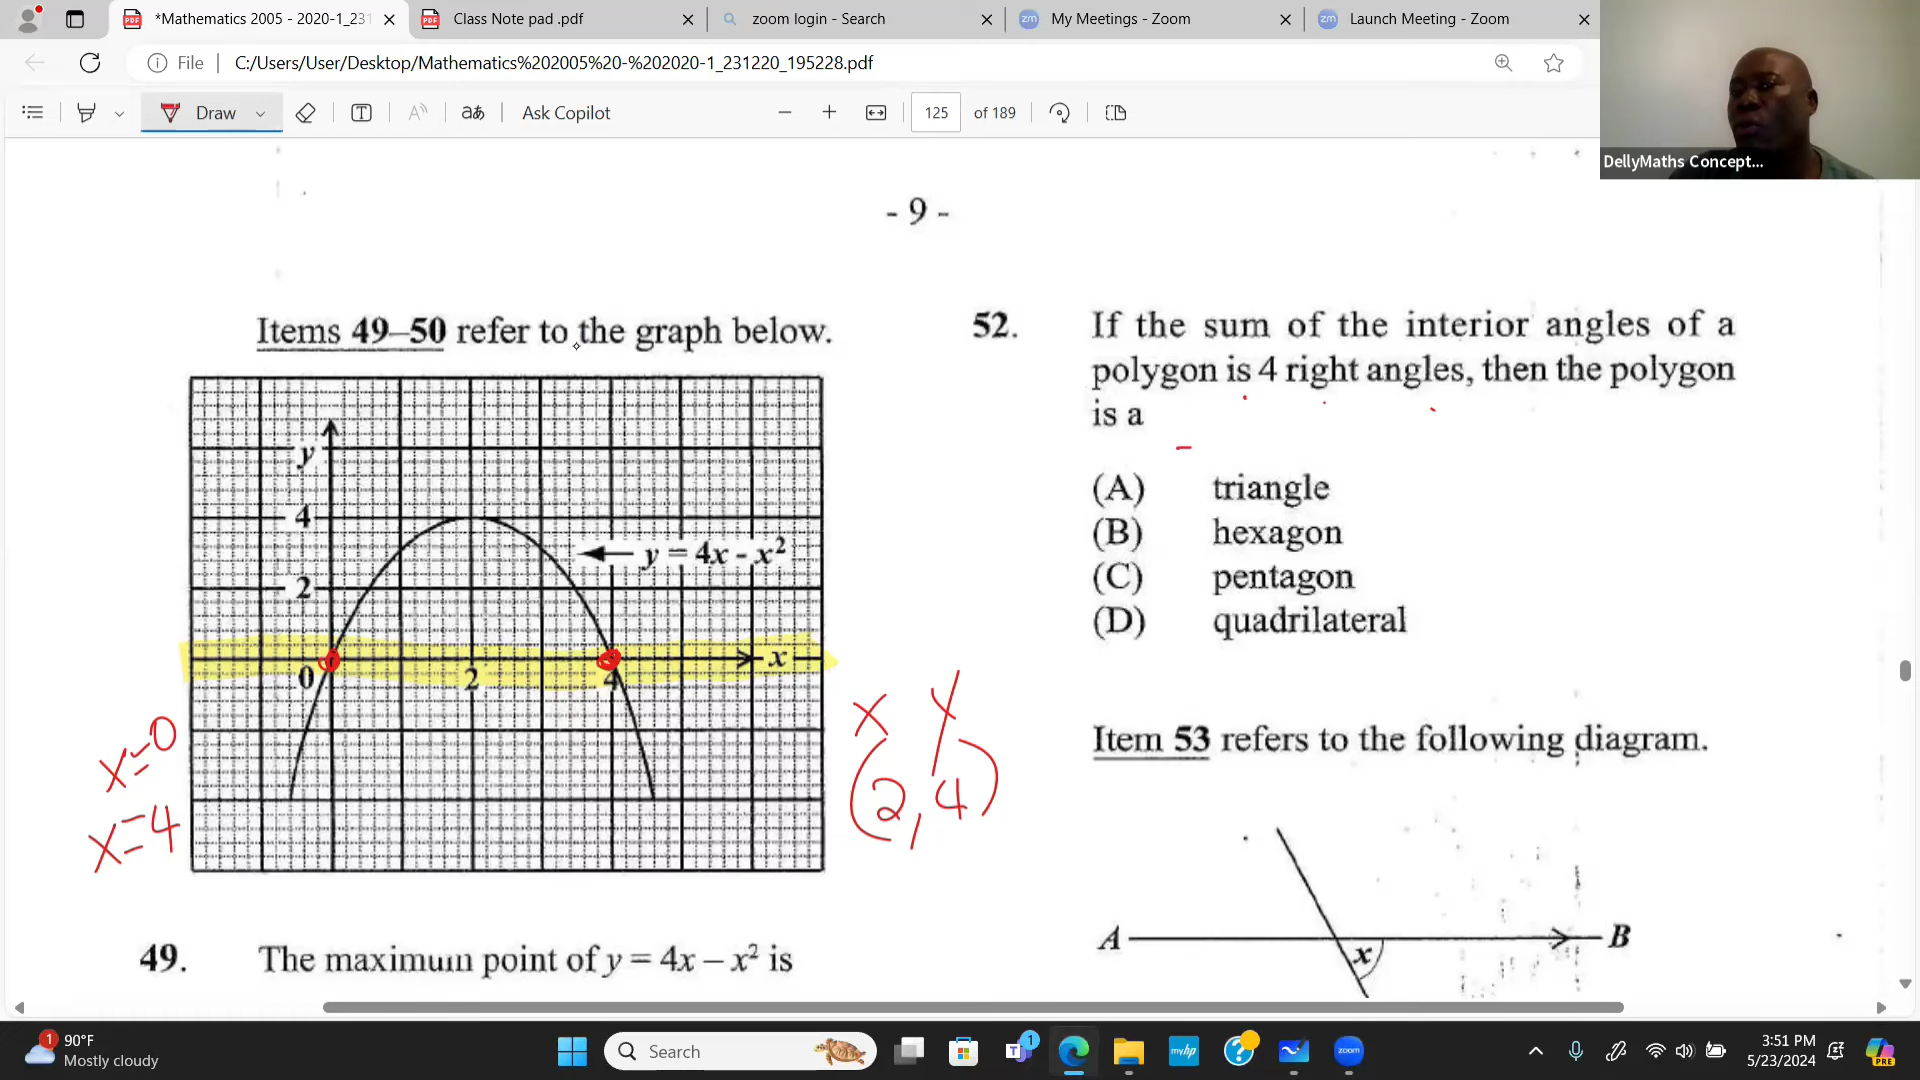 *Mathematics 2005 - 2020-1_231
Class Note pad .pdf
zoom login - Search
My Meetings - Zoom
Launch Meeting - Zoom
File
C:/Users/User/Desktop/Mathematics%202005%20-%202020-1_231220_195228.pdf
Draw
Ask Copilot
125 of 189
DellyMaths Concept...
- 9 -
Items 49–50 refer to the graph below.
y
4
y = 4x - x²
2
0 2 4 x
x=0
x=4
x y
(2, 4)
49. The maximum point of y = 4x – x² is
52. If the sum of the interior angles of a
polygon is 4 right angles, then the polygon
is a
(A) triangle
(B) hexagon
(C) pentagon
(D) quadrilateral
Item 53 refers to the following diagram.
A B
x
1
90°F
Mostly cloudy
Search
1
myhp
zoom
3:51 PM
5/23/2024
PRE